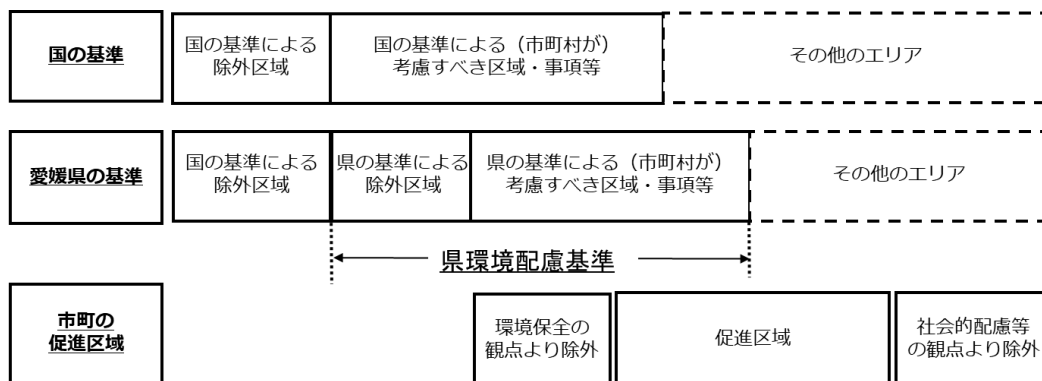 国の基準
国の基準による
除外区域
国の基準による（市町村が）
考慮すべき区域・事項等
その他のエリア
愛媛県の基準
国の基準による
除外区域
県の基準による
除外区域
県の基準による（市町村が）
考慮すべき区域・事項等
その他のエリア
県環境配慮基準
市町の
促進区域
環境保全の
観点より除外
促進区域
社会的配慮等
の観点より除外